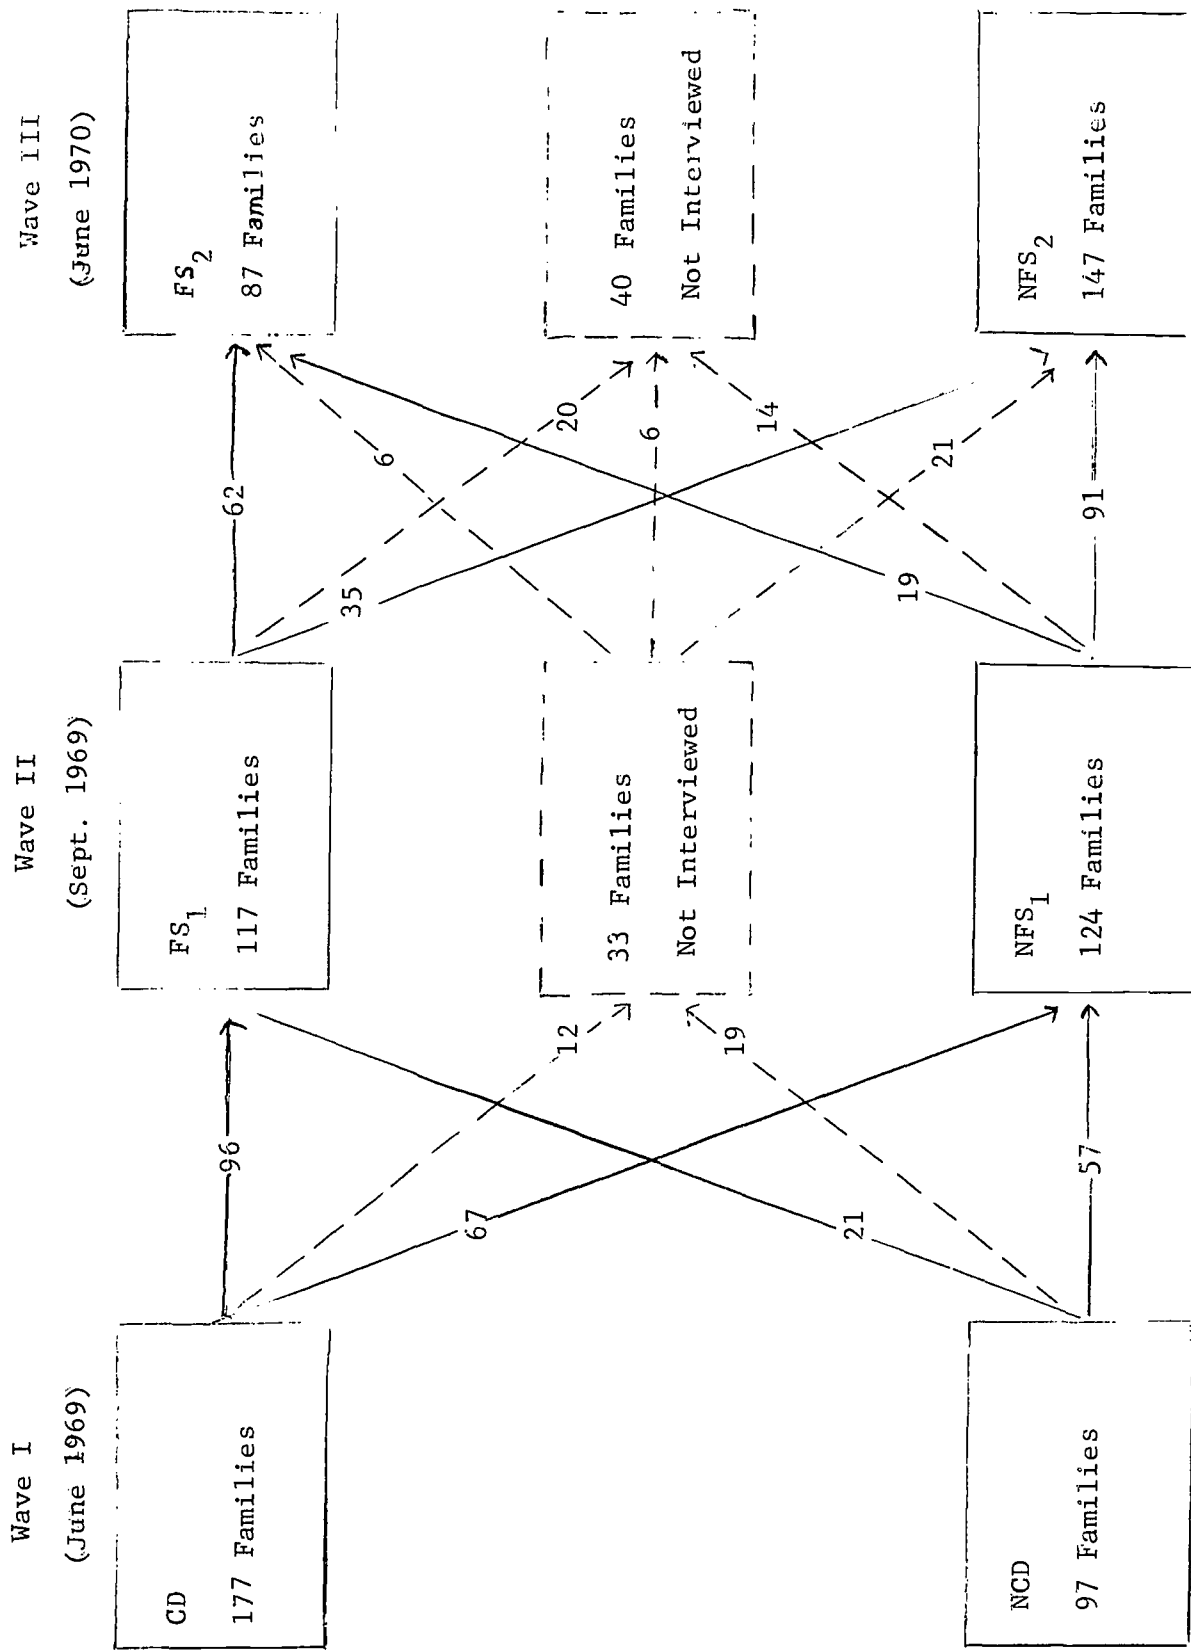 Wave I
(June 1969)
Wave II
(Sept. 1969)
Wave III
(June 1970)
CD
177 Families
NCD
97 Families
96
12
67
21
19
57
FS1
117 Families
33 Families
Not Interviewed
NFS1
124 Families
62
20
35
6
6
21
19
14
91
FS2
87 Families
40 Families
Not Interviewed
NFS2
147 Families